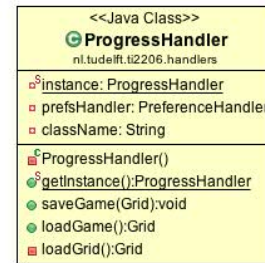 <<Java Class>>
ProgressHandler
nl.tudelft.ti2206.handlers
instance: ProgressHandler
prefsHandler: PreferenceHandler
className: String
ProgressHandler()
getInstance():ProgressHandler
saveGame(Grid):void
loadGame():Grid
loadGrid():Grid